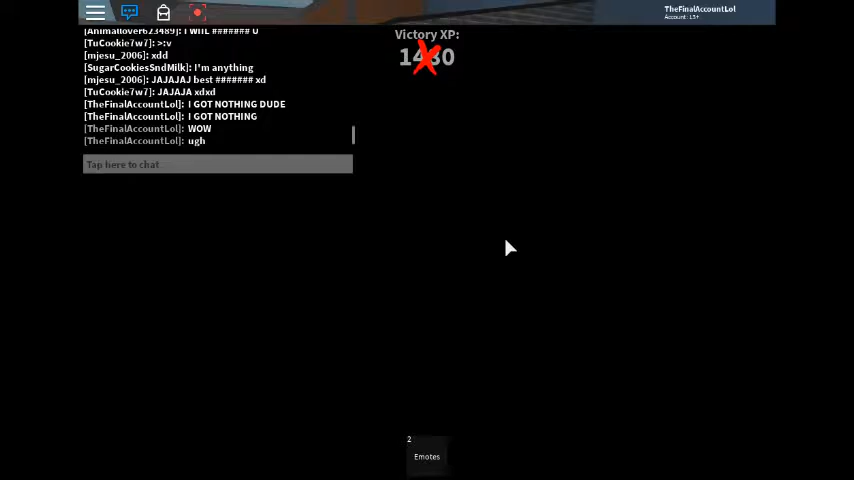 TheFinalAccountLol
Account: 13+
[Animallover623489]: I WIIL ####### U
[TuCookie7w7]: >:v
[mjesu_2006]: xdd
[SugarCookiesSndMilk]: I'm anything
[mjesu_2006]: JAJAJAJ best ####### xd
[TuCookie7w7]: JAJAJA xdxd
[TheFinalAccountLol]: I GOT NOTHING DUDE
[TheFinalAccountLol]: I GOT NOTHING
[TheFinalAccountLol]: WOW
[TheFinalAccountLol]: ugh
Tap here to chat
Victory XP:
2
Emotes